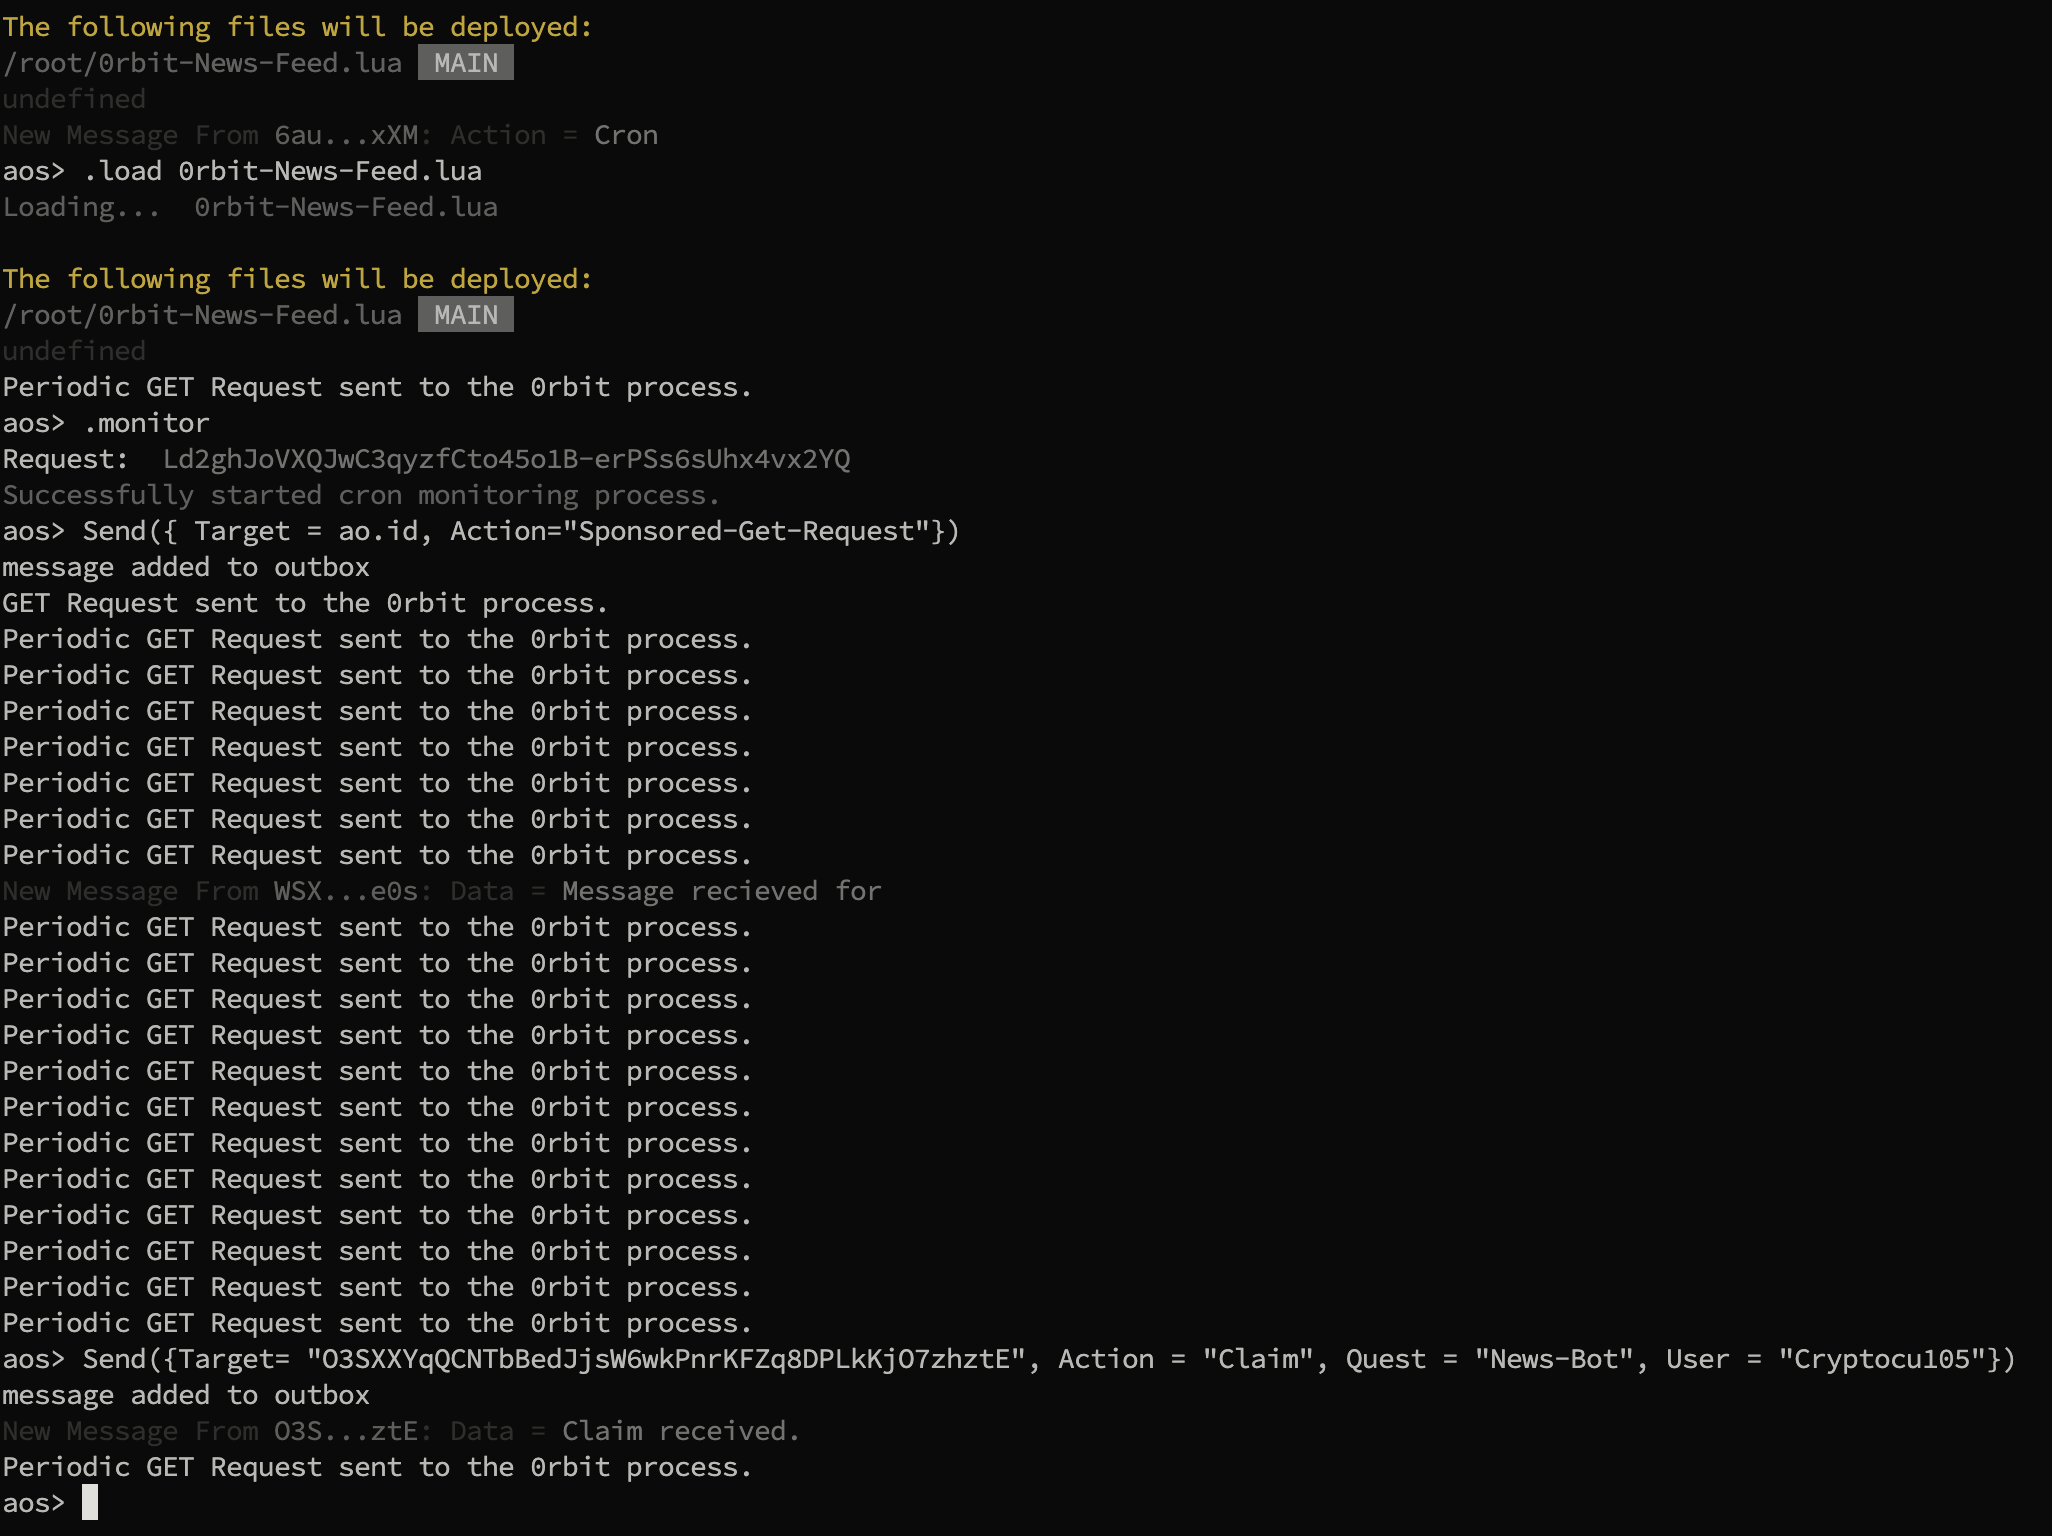 The following files will be deployed:
/root/0rbit-News-Feed.lua MAIN
undefined
New Message From 6au...xXM: Action = Cron
aos> .load 0rbit-News-Feed.lua
Loading... 0rbit-News-Feed.lua
The following files will be deployed:
/root/0rbit-News-Feed.lua MAIN
undefined
Periodic GET Request sent to the 0rbit process.
aos> .monitor
Request: Ld2ghJoVXQJwC3qyzfCto45o1B-erPSs6sUhx4vx2YQ
Successfully started cron monitoring process.
aos> Send({ Target = ao.id, Action="Sponsored-Get-Request"})
message added to outbox
GET Request sent to the 0rbit process.
Periodic GET Request sent to the 0rbit process.
Periodic GET Request sent to the 0rbit process.
Periodic GET Request sent to the 0rbit process.
Periodic GET Request sent to the 0rbit process.
Periodic GET Request sent to the 0rbit process.
Periodic GET Request sent to the 0rbit process.
Periodic GET Request sent to the 0rbit process.
New Message From WSX...e0s: Data = Message recieved for
Periodic GET Request sent to the 0rbit process.
Periodic GET Request sent to the 0rbit process.
Periodic GET Request sent to the 0rbit process.
Periodic GET Request sent to the 0rbit process.
Periodic GET Request sent to the 0rbit process.
Periodic GET Request sent to the 0rbit process.
Periodic GET Request sent to the 0rbit process.
Periodic GET Request sent to the 0rbit process.
Periodic GET Request sent to the 0rbit process.
Periodic GET Request sent to the 0rbit process.
Periodic GET Request sent to the 0rbit process.
Periodic GET Request sent to the 0rbit process.
aos> Send({Target= "O3SXXYqQCNTbBedJjsW6wkPnrKFZq8DPLkKjO7zhztE", Action = "Claim", Quest = "News-Bot", User = "Cryptocu105"})
message added to outbox
New Message From O3S...ztE: Data = Claim received.
Periodic GET Request sent to the 0rbit process.
aos>